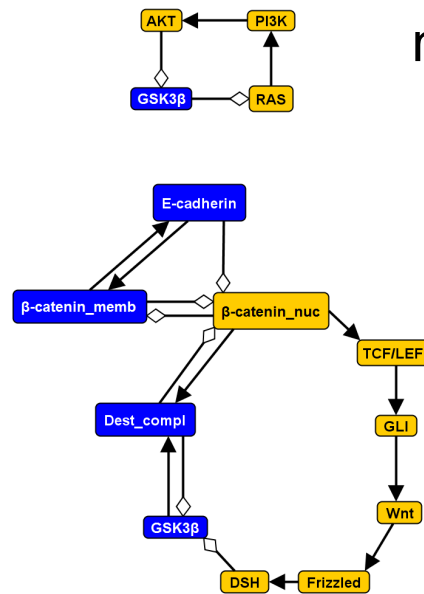 AKT
PI3K
GSK3β
RAS
E-cadherin
β-catenin_memb
β-catenin_nuc
TCF/LEF
Dest_compl
GLI
Wnt
GSK3β
DSH
Frizzled